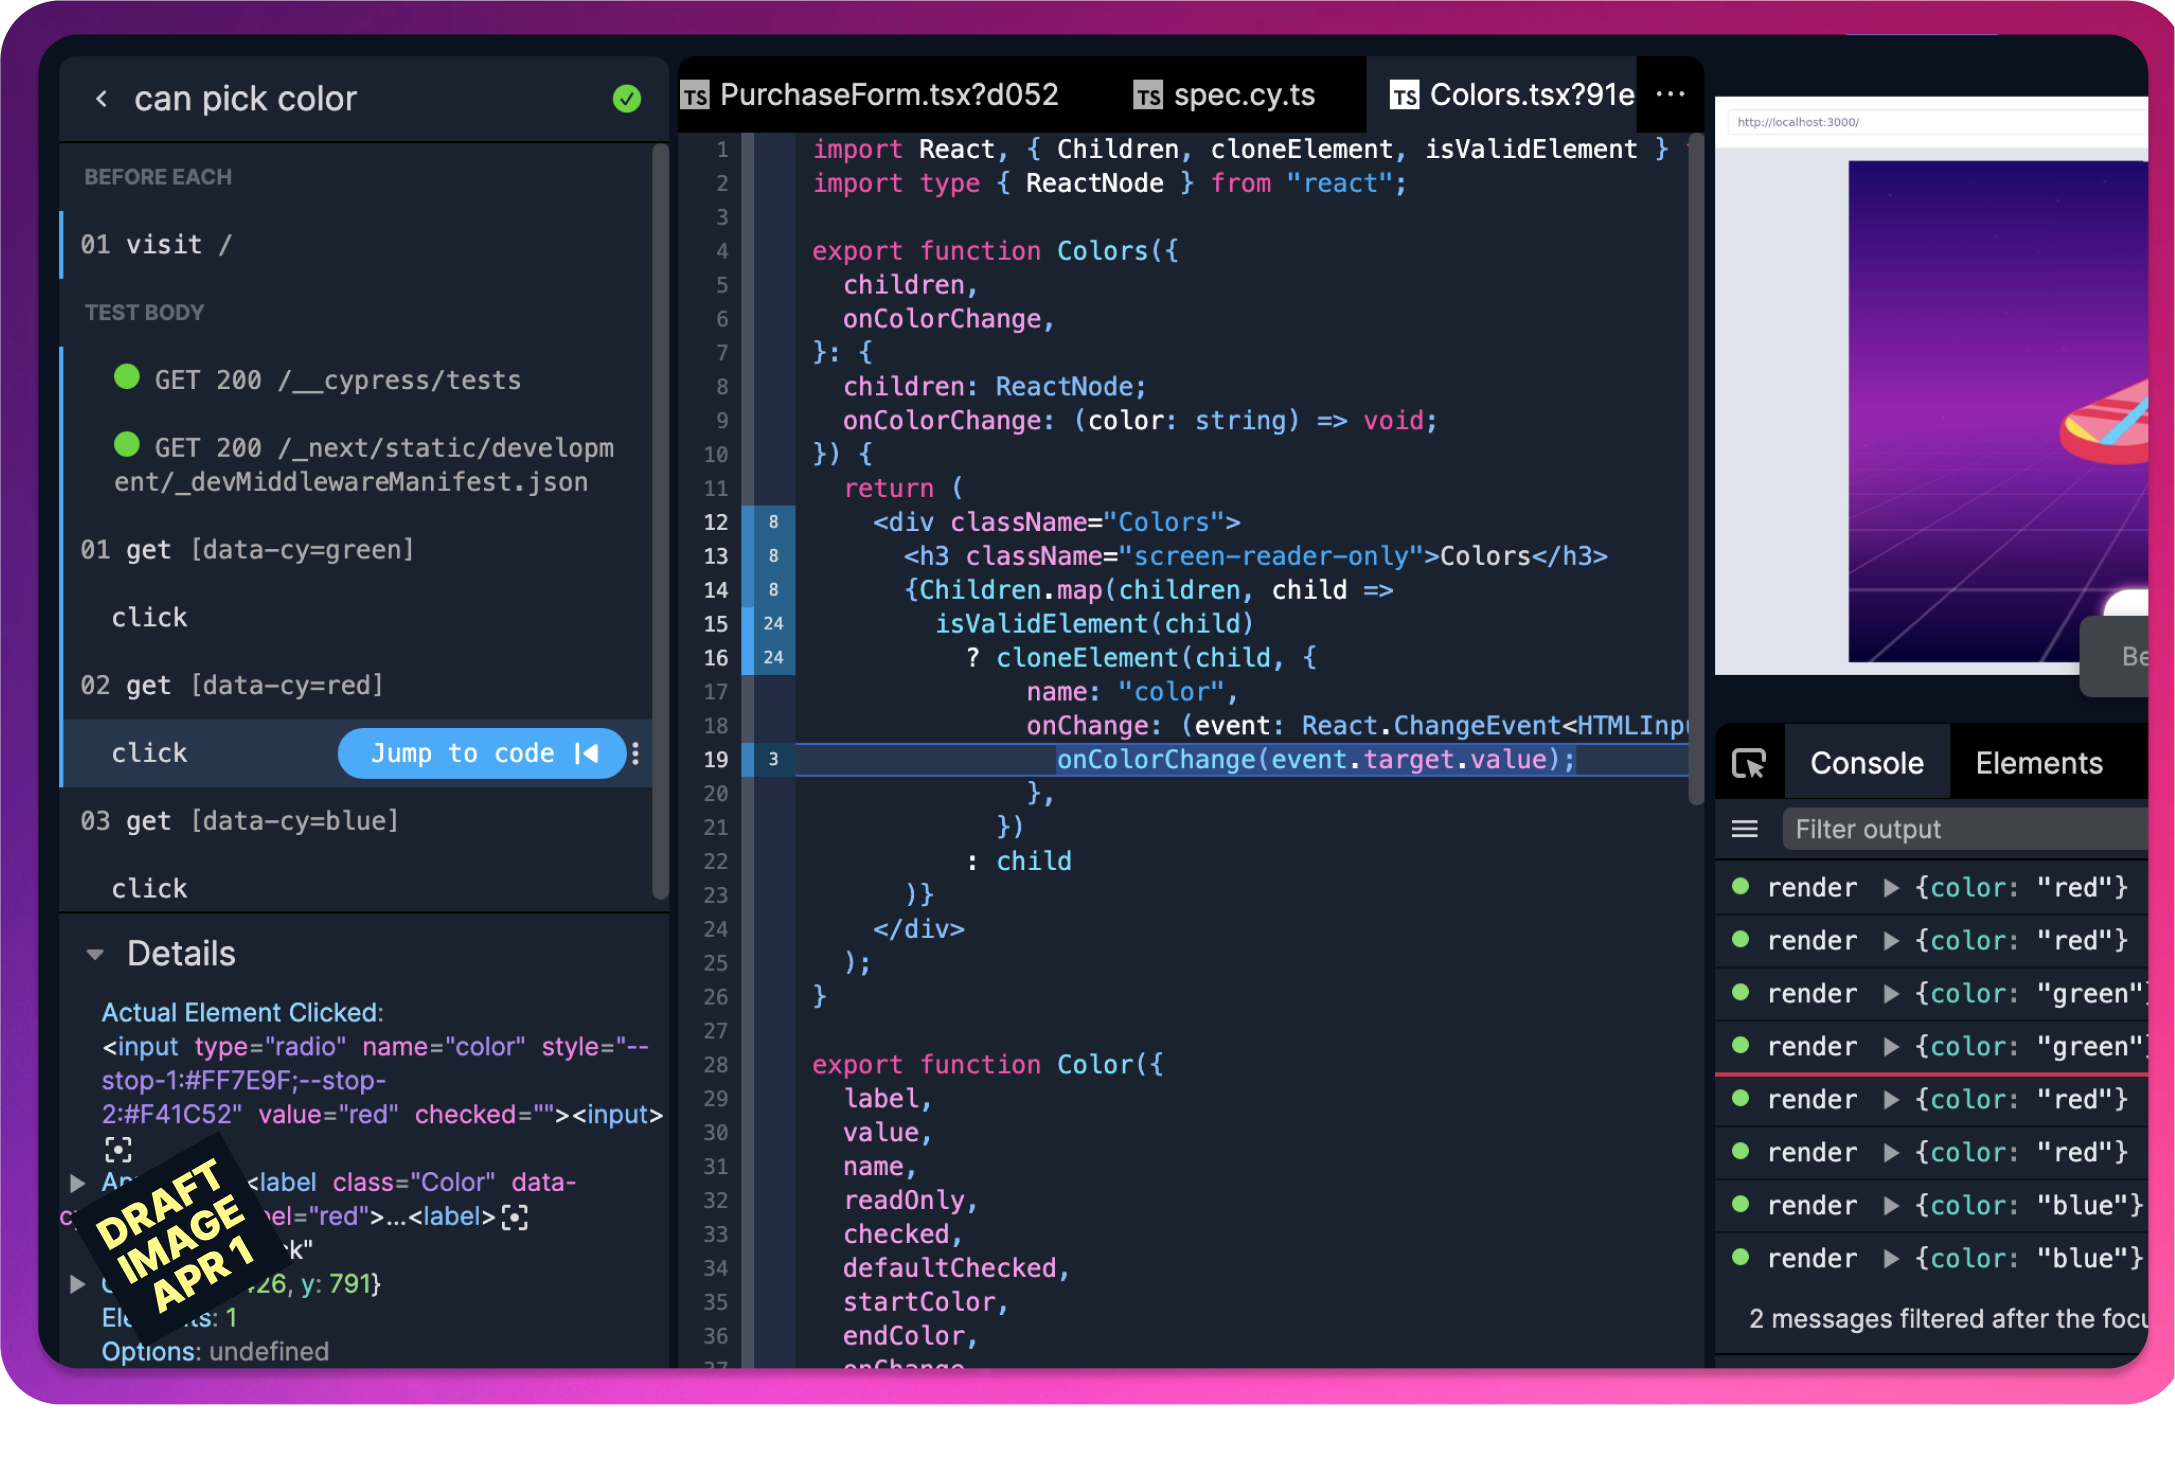 can pick color
BEFORE EACH
01 visit /
TEST BODY
GET 200 /__cypress/tests
GET 200 /_next/static/developm
ent/_devMiddlewareManifest.json
01 get [data-cy=green]
click
02 get [data-cy=red]
click
Jump to code
03 get [data-cy=blue]
click
Details
Actual Element Clicked:
<input type="radio" name="color" style="--
stop-1:#FF7E9F;--stop-
2:#F41C52" value="red" checked=""><input>
<label class="Color" data-
="red">…<label>
26, y: 791}
: 1
Options: undefined
DRAFT
IMAGE
APR 1
TS PurchaseForm.tsx?d052
TS spec.cy.ts
TS Colors.tsx?91e
...
1 import React, { Children, cloneElement, isValidElement }
2 import type { ReactNode } from "react";
3
4 export function Colors({
5 children,
6 onColorChange,
7 }: {
8 children: ReactNode;
9 onColorChange: (color: string) => void;
10 }) {
11 return (
12 8 <div className="Colors">
13 8 <h3 className="screen-reader-only">Colors</h3>
14 8 {Children.map(children, child =>
15 24 isValidElement(child)
16 24 ? cloneElement(child, {
17 name: "color",
18 onChange: (event: React.ChangeEvent<HTMLInpu
19 3 onColorChange(event.target.value);
20 },
21 })
22 : child
23 )}
24 </div>
25 );
26 }
27
28 export function Color({
29 label,
30 value,
31 name,
32 readOnly,
33 checked,
34 defaultChecked,
35 startColor,
36 endColor,
37 onChange
http://localhost:3000/
Be
Console
Elements
Filter output
render {color: "red"}
render {color: "red"}
render {color: "green"}
render {color: "green"}
render {color: "red"}
render {color: "red"}
render {color: "blue"}
render {color: "blue"}
2 messages filtered after the focu